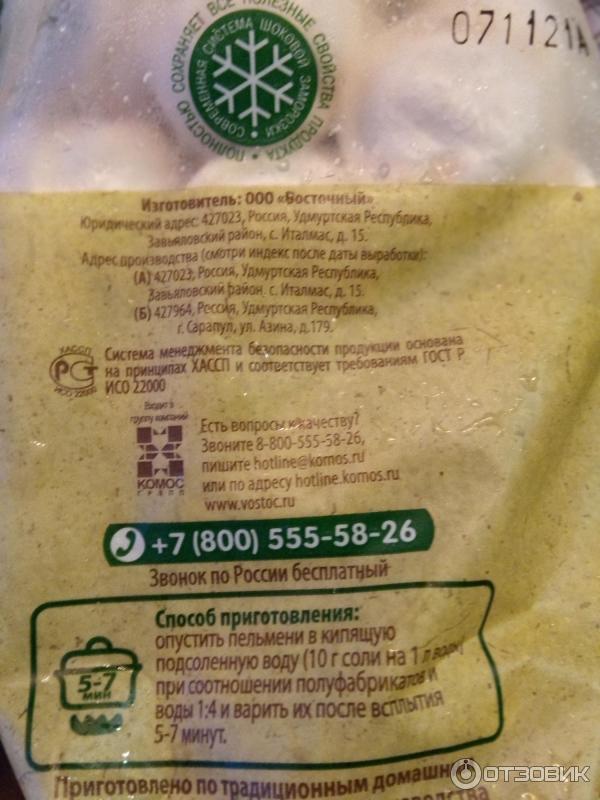 071121А
ПОЛНОСТЬЮ СОХРАНЯЕТ ВСЕ ПОЛЕЗНЫЕ СВОЙСТВА ПРОДУКТА
СОВРЕМЕННАЯ СИСТЕМА ШОКОВОЙ ЗАМОРОЗКИ
Изготовитель: ООО «Восточный»
Юридический адрес: 427023, Россия, Удмуртская Республика,
Завьяловский район, с. Италмас, д. 15.
Адрес производства (смотри индекс после даты выработки):
(А) 427023, Россия, Удмуртская Республика,
Завьяловский район, с. Италмас, д. 15.
(Б) 427964, Россия, Удмуртская Республика,
г. Сарапул, ул. Азина, д.179.
ХАССП
РСТ
ИСО 22000
Система менеджмента безопасности продукции основана
на принципах ХАССП и соответствует требованиям ГОСТ Р
ИСО 22000
Входит в
группу компаний
КОМОС
ГРУПП
Есть вопросы к качеству?
Звоните 8-800-555-58-26,
пишите hotline@komos.ru
или по адресу hotline.komos.ru
www.vostoc.ru
+7 (800) 555-58-26
Звонок по России бесплатный
5-7
МИН
Способ приготовления:
опустить пельмени в кипящую
подсоленную воду (10 г соли на 1 л воды)
при соотношении полуфабрикатов и
воды 1:4 и варить их после всплытия
5-7 минут.
Приготовлено по традиционным домашн
ОТЗОВИК